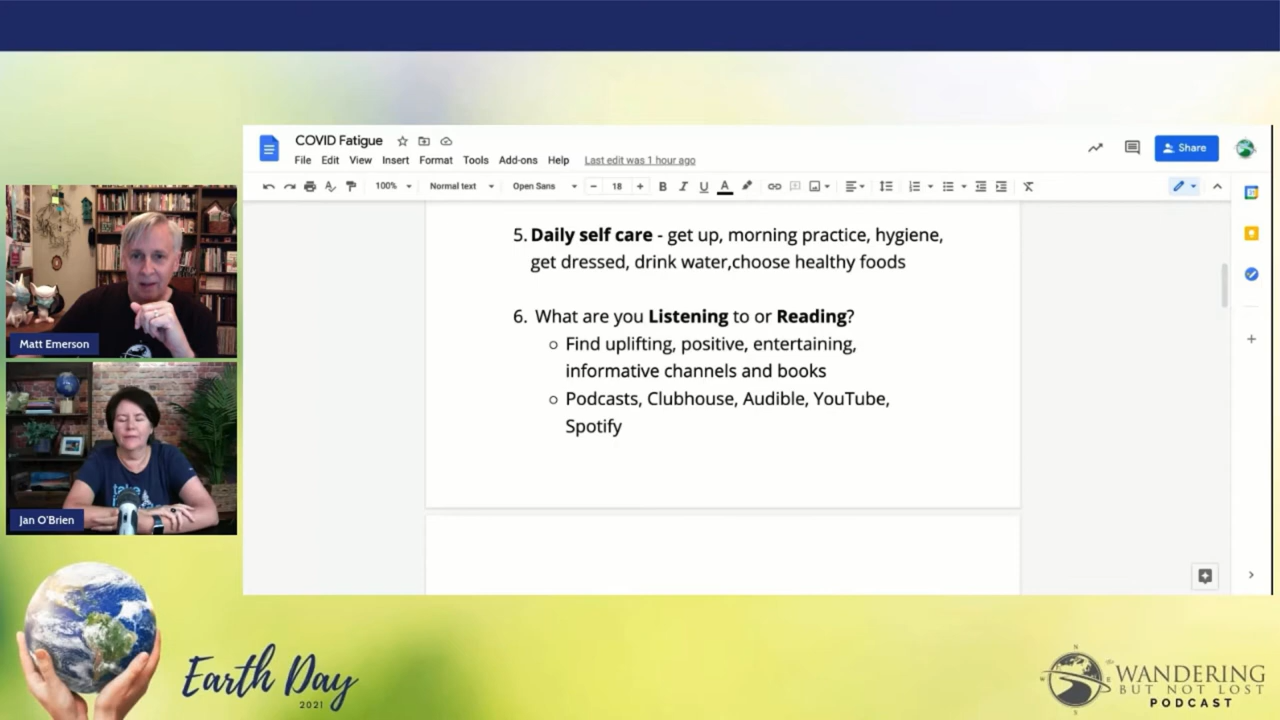 COVID Fatigue
File Edit View Insert Format Tools Add-ons Help Last edit was 1 hour ago
Share
100% Normal text Open Sans 18 B I U A
5. Daily self care - get up, morning practice, hygiene,
get dressed, drink water,choose healthy foods
6. What are you Listening to or Reading?
Find uplifting, positive, entertaining,
informative channels and books
Podcasts, Clubhouse, Audible, YouTube,
Spotify
Matt Emerson
take
Jan O'Brien
Earth Day
2021
the
WANDERING
BUT NOT LOST
PODCAST